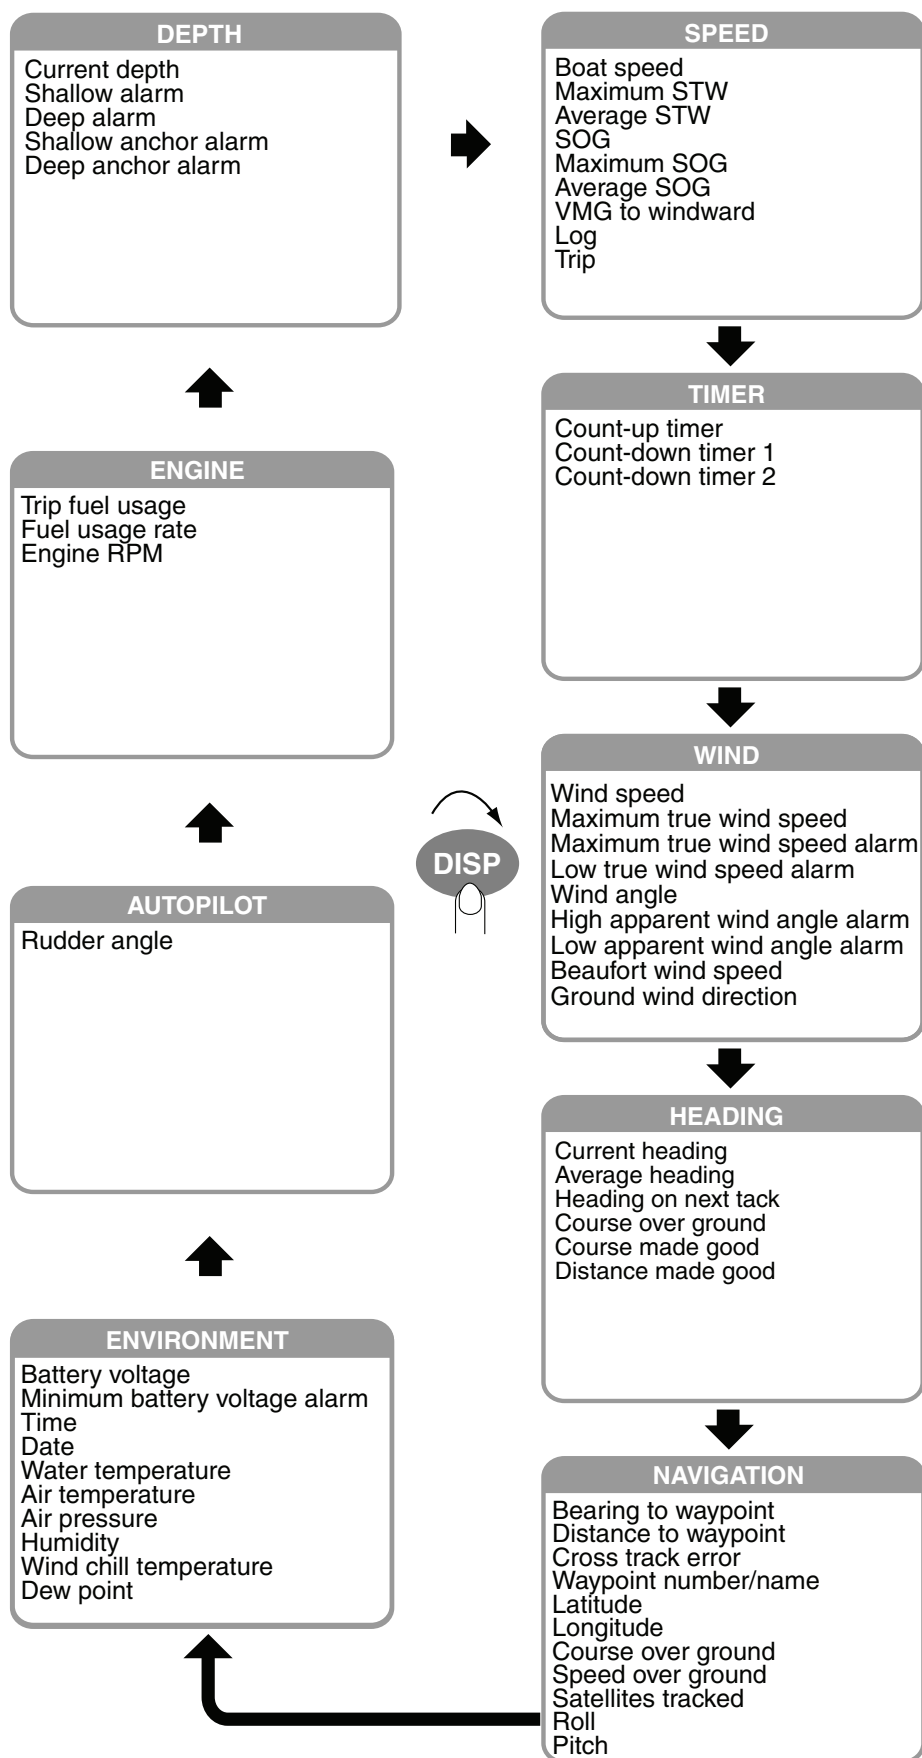 DEPTH
Current depth
Shallow alarm
Deep alarm
Shallow anchor alarm
Deep anchor alarm
SPEED
Boat speed
Maximum STW
Average STW
SOG
Maximum SOG
Average SOG
VMG to windward
Log
Trip
TIMER
Count-up timer
Count-down timer 1
Count-down timer 2
WIND
Wind speed
Maximum true wind speed
Maximum true wind speed alarm
Low true wind speed alarm
Wind angle
High apparent wind angle alarm
Low apparent wind angle alarm
Beaufort wind speed
Ground wind direction
HEADING
Current heading
Average heading
Heading on next tack
Course over ground
Course made good
Distance made good
NAVIGATION
Bearing to waypoint
Distance to waypoint
Cross track error
Waypoint number/name
Latitude
Longitude
Course over ground
Speed over ground
Satellites tracked
Roll
Pitch
ENVIRONMENT
Battery voltage
Minimum battery voltage alarm
Time
Date
Water temperature
Air temperature
Air pressure
Humidity
Wind chill temperature
Dew point
AUTOPILOT
Rudder angle
ENGINE
Trip fuel usage
Fuel usage rate
Engine RPM
DISP